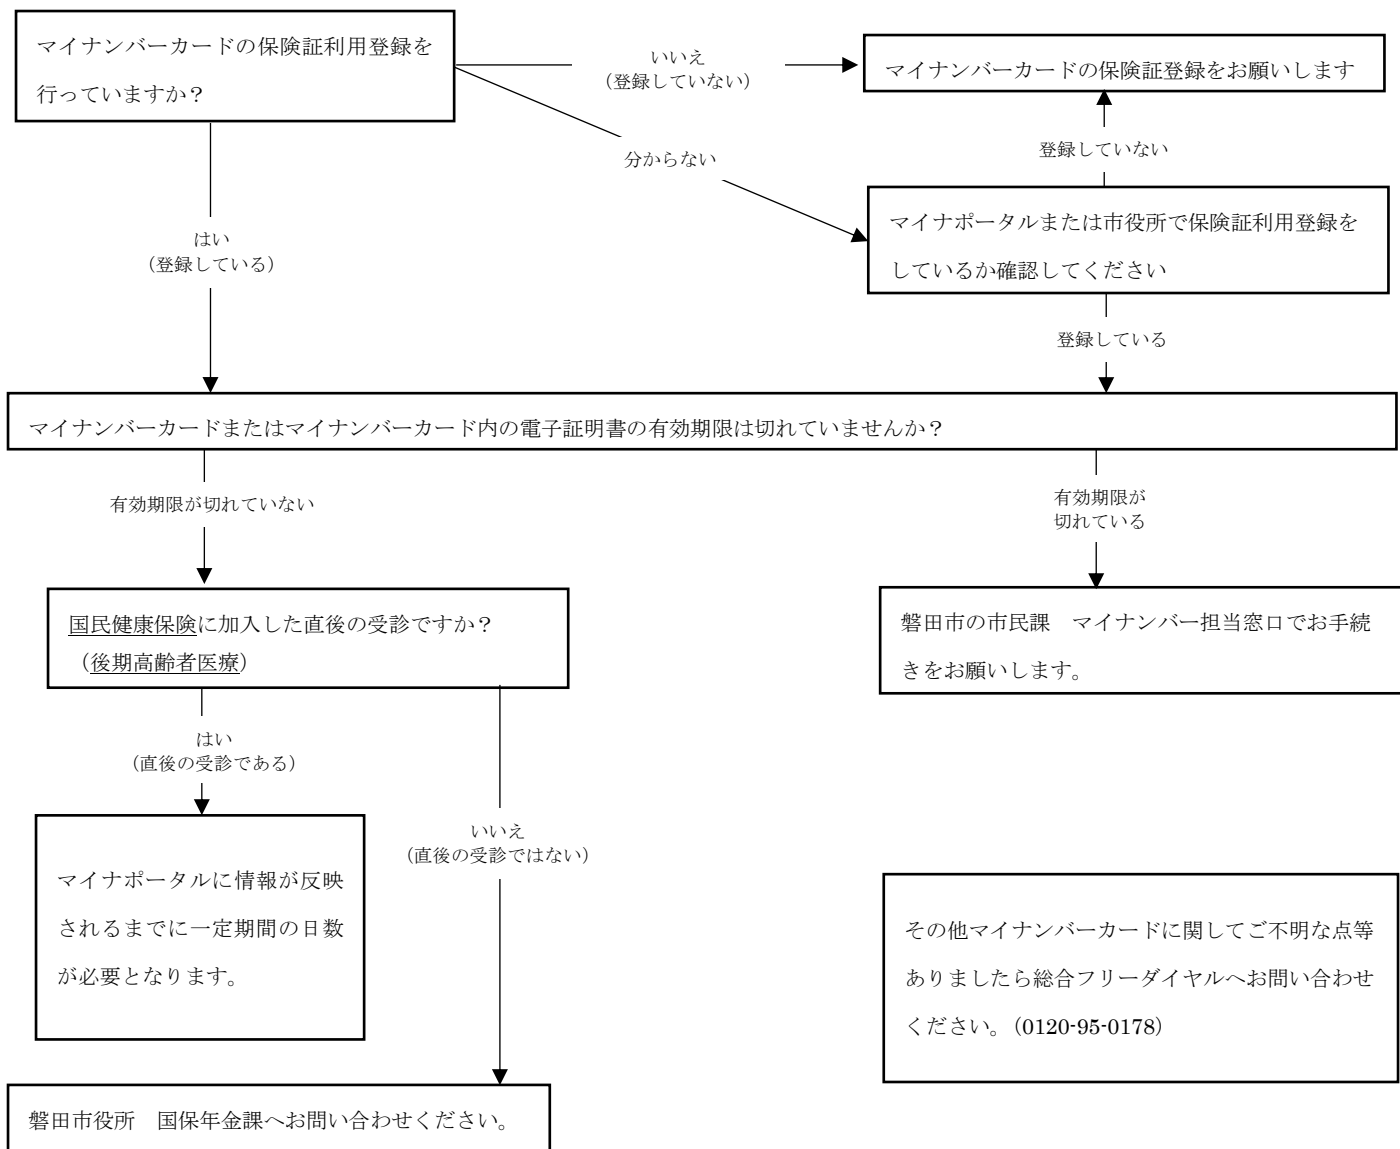 マイナンバーカードの保険証利用登録を
行っていますか？
いいえ
（登録していない）
マイナンバーカードの保険証登録をお願いします
分からない
登録していない
マイナポータルまたは市役所で保険証利用登録を
しているか確認してください
はい
（登録している）
登録している
マイナンバーカードまたはマイナンバーカード内の電子証明書の有効期限は切れていませんか？
有効期限が切れていない
有効期限が
切れている
国民健康保険に加入した直後の受診ですか？
（後期高齢者医療）
磐田市の市民課　マイナンバー担当窓口でお手続
きをお願いします。
はい
（直後の受診である）
いいえ
（直後の受診ではない）
マイナポータルに情報が反映
されるまでに一定期間の日数
が必要となります。
その他マイナンバーカードに関してご不明な点等
ありましたら総合フリーダイヤルへお問い合わせ
ください。（0120-95-0178）
磐田市役所　国保年金課へお問い合わせください。